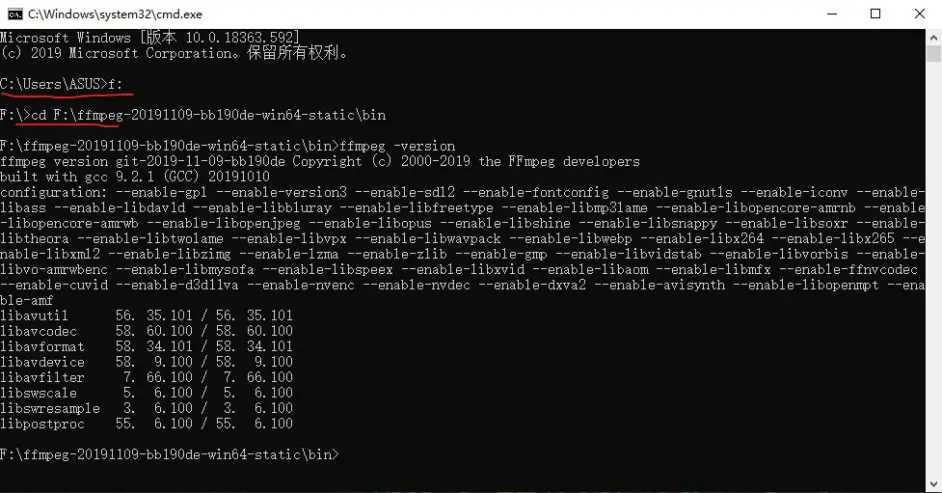 C:\Windows\system32\cmd.exe
Microsoft Windows [版本 10.0.18363.592]
(c) 2019 Microsoft Corporation。保留所有权利。
C:\Users\ASUS>f:
F:\>cd F:\ffmpeg-20191109-bb190de-win64-static\bin
F:\ffmpeg-20191109-bb190de-win64-static\bin>ffmpeg -version
ffmpeg version git-2019-11-09-bb190de Copyright (c) 2000-2019 the FFmpeg developers
built with gcc 9.2.1 (GCC) 20191010
configuration: --enable-gpl --enable-version3 --enable-sdl2 --enable-fontconfig --enable-gnutls --enable-iconv --enable-
libass --enable-libdav1d --enable-libbluray --enable-libfreetype --enable-libmp3lame --enable-libopencore-amrnb --enable
-libopencore-amrwb --enable-libopenjpeg --enable-libopus --enable-libshine --enable-libsnappy --enable-libsoxr --enable-
libtheora --enable-libtwolame --enable-libvpx --enable-libwavpack --enable-libwebp --enable-libx264 --enable-libx265 --e
nable-libxml2 --enable-libzimg --enable-lzma --enable-zlib --enable-gmp --enable-libvidstab --enable-libvorbis --enable-
libvo-amrwbenc --enable-libmysofa --enable-libspeex --enable-libxvid --enable-libaom --enable-libmfx --enable-ffnvcodec
--enable-cuvid --enable-d3d11va --enable-nvenc --enable-nvdec --enable-dxva2 --enable-avisynth --enable-libopenmpt --ena
ble-amf
libavutil 56. 35.101 / 56. 35.101
libavcodec 58. 60.100 / 58. 60.100
libavformat 58. 34.101 / 58. 34.101
libavdevice 58. 9.100 / 58. 9.100
libavfilter 7. 66.100 / 7. 66.100
libswscale 5. 6.100 / 5. 6.100
libswresample 3. 6.100 / 3. 6.100
libpostproc 55. 6.100 / 55. 6.100
F:\ffmpeg-20191109-bb190de-win64-static\bin>